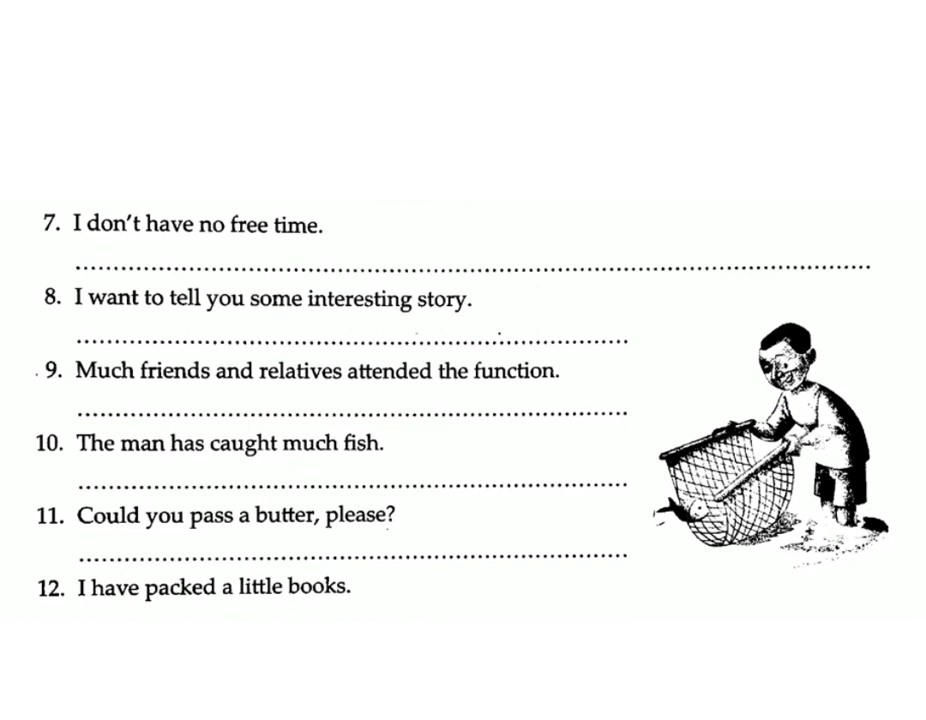 7. I don't have no free time.
8. I want to tell you some interesting story.
9. Much friends and relatives attended the function.
10. The man has caught much fish.
11. Could you pass a butter, please?
12. I have packed a little books.